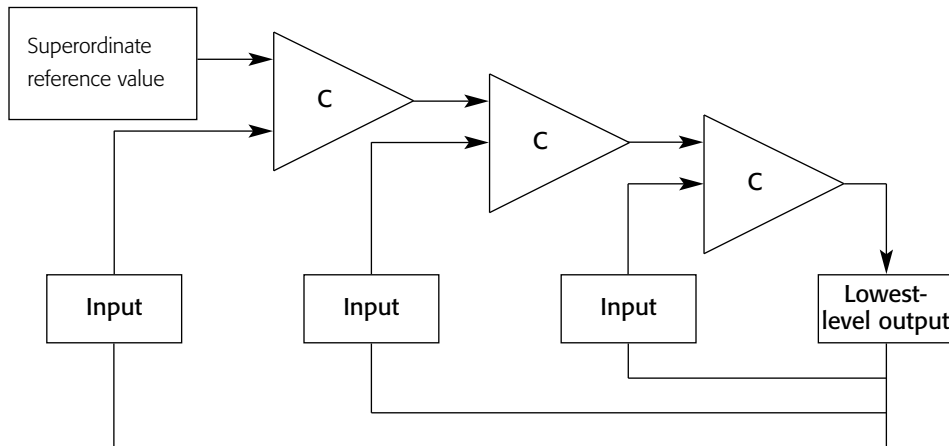 Superordinate
reference value
C
C
C
Input
Input
Input
Lowest-
level output